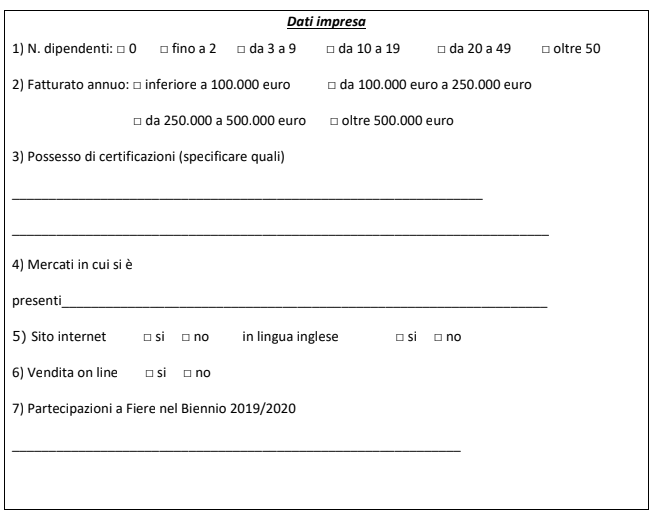 Dati impresa
1) N. dipendenti: □ 0 □ fino a 2 □ da 3 a 9 □ da 10 a 19 □ da 20 a 49 □ oltre 50
2) Fatturato annuo: □ inferiore a 100.000 euro □ da 100.000 euro a 250.000 euro
□ da 250.000 a 500.000 euro □ oltre 500.000 euro
3) Possesso di certificazioni (specificare quali)
_______________________________________________________________
________________________________________________________________________
4) Mercati in cui si è
presenti_________________________________________________________________
5) Sito internet □ si □ no in lingua inglese □ si □ no
6) Vendita on line □ si □ no
7) Partecipazioni a Fiere nel Biennio 2019/2020
____________________________________________________________